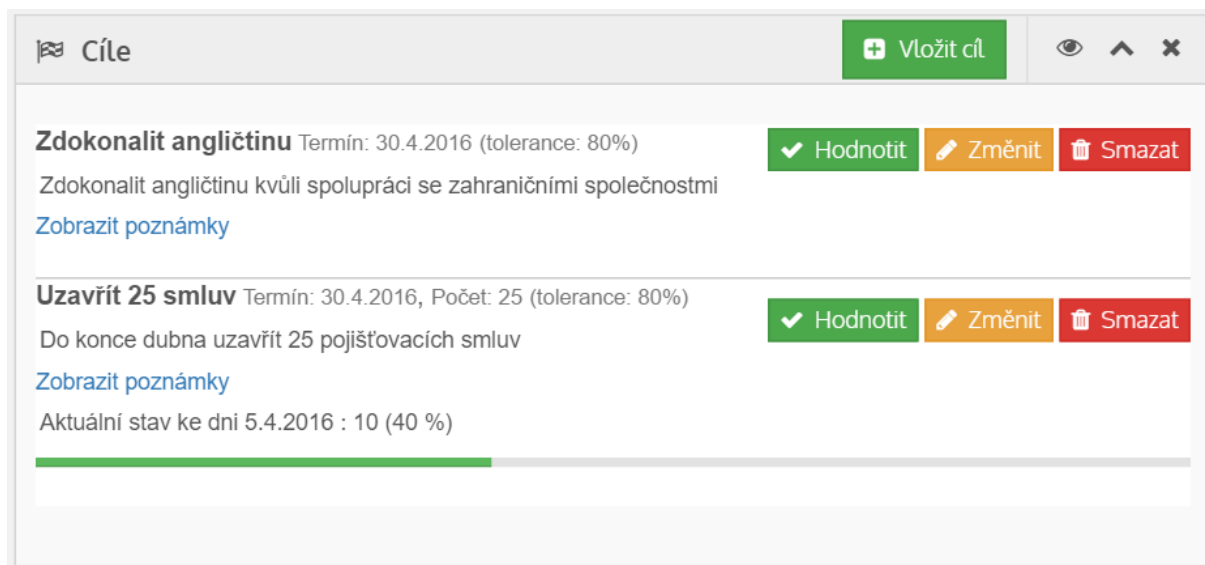 Cíle
Vložit cíl
Zdokonalit angličtinu Termín: 30.4.2016 (tolerance: 80%)
Hodnotit Změnit Smazat
Zdokonalit angličtinu kvůli spolupráci se zahraničními společnostmi
Zobrazit poznámky
Uzavřít 25 smluv Termín: 30.4.2016, Počet: 25 (tolerance: 80%)
Hodnotit Změnit Smazat
Do konce dubna uzavřít 25 pojišťovacích smluv
Zobrazit poznámky
Aktuální stav ke dni 5.4.2016 : 10 (40 %)